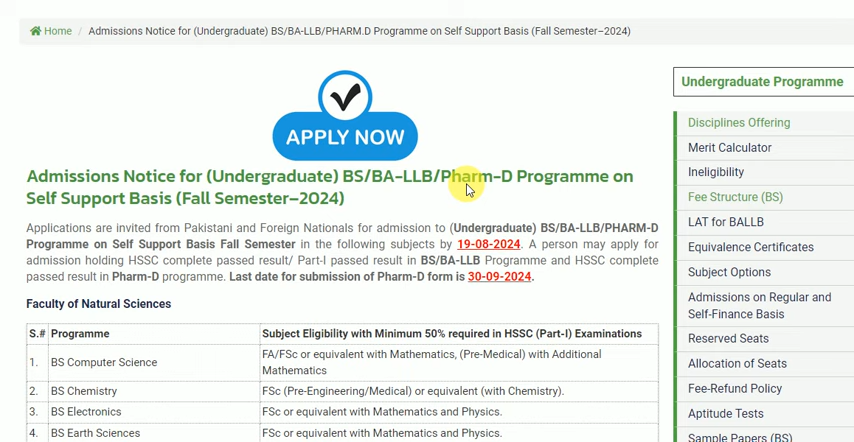 Home / Admissions Notice for (Undergraduate) BS/BA-LLB/PHARM.D Programme on Self Support Basis (Fall Semester–2024)
APPLY NOW
Admissions Notice for (Undergraduate) BS/BA-LLB/Pharm-D Programme on
Self Support Basis (Fall Semester–2024)
Applications are invited from Pakistani and Foreign Nationals for admission to (Undergraduate) BS/BA-LLB/PHARM-D
Programme on Self Support Basis Fall Semester in the following subjects by 19-08-2024. A person may apply for
admission holding HSSC complete passed result/ Part-I passed result in BS/BA-LLB Programme and HSSC complete
passed result in Pharm-D programme. Last date for submission of Pharm-D form is 30-09-2024.
Faculty of Natural Sciences
S.# Programme Subject Eligibility with Minimum 50% required in HSSC (Part-I) Examinations
1. BS Computer Science FA/FSc or equivalent with Mathematics, (Pre-Medical) with Additional
Mathematics
2. BS Chemistry FSc (Pre-Engineering/Medical) or equivalent (with Chemistry).
3. BS Electronics FSc or equivalent with Mathematics and Physics.
4. BS Earth Sciences FSc or equivalent with Mathematics and Physics.
Undergraduate Programme
Disciplines Offering
Merit Calculator
Ineligibility
Fee Structure (BS)
LAT for BALLB
Equivalence Certificates
Subject Options
Admissions on Regular and
Self-Finance Basis
Reserved Seats
Allocation of Seats
Fee-Refund Policy
Aptitude Tests
Sample Papers (BS)